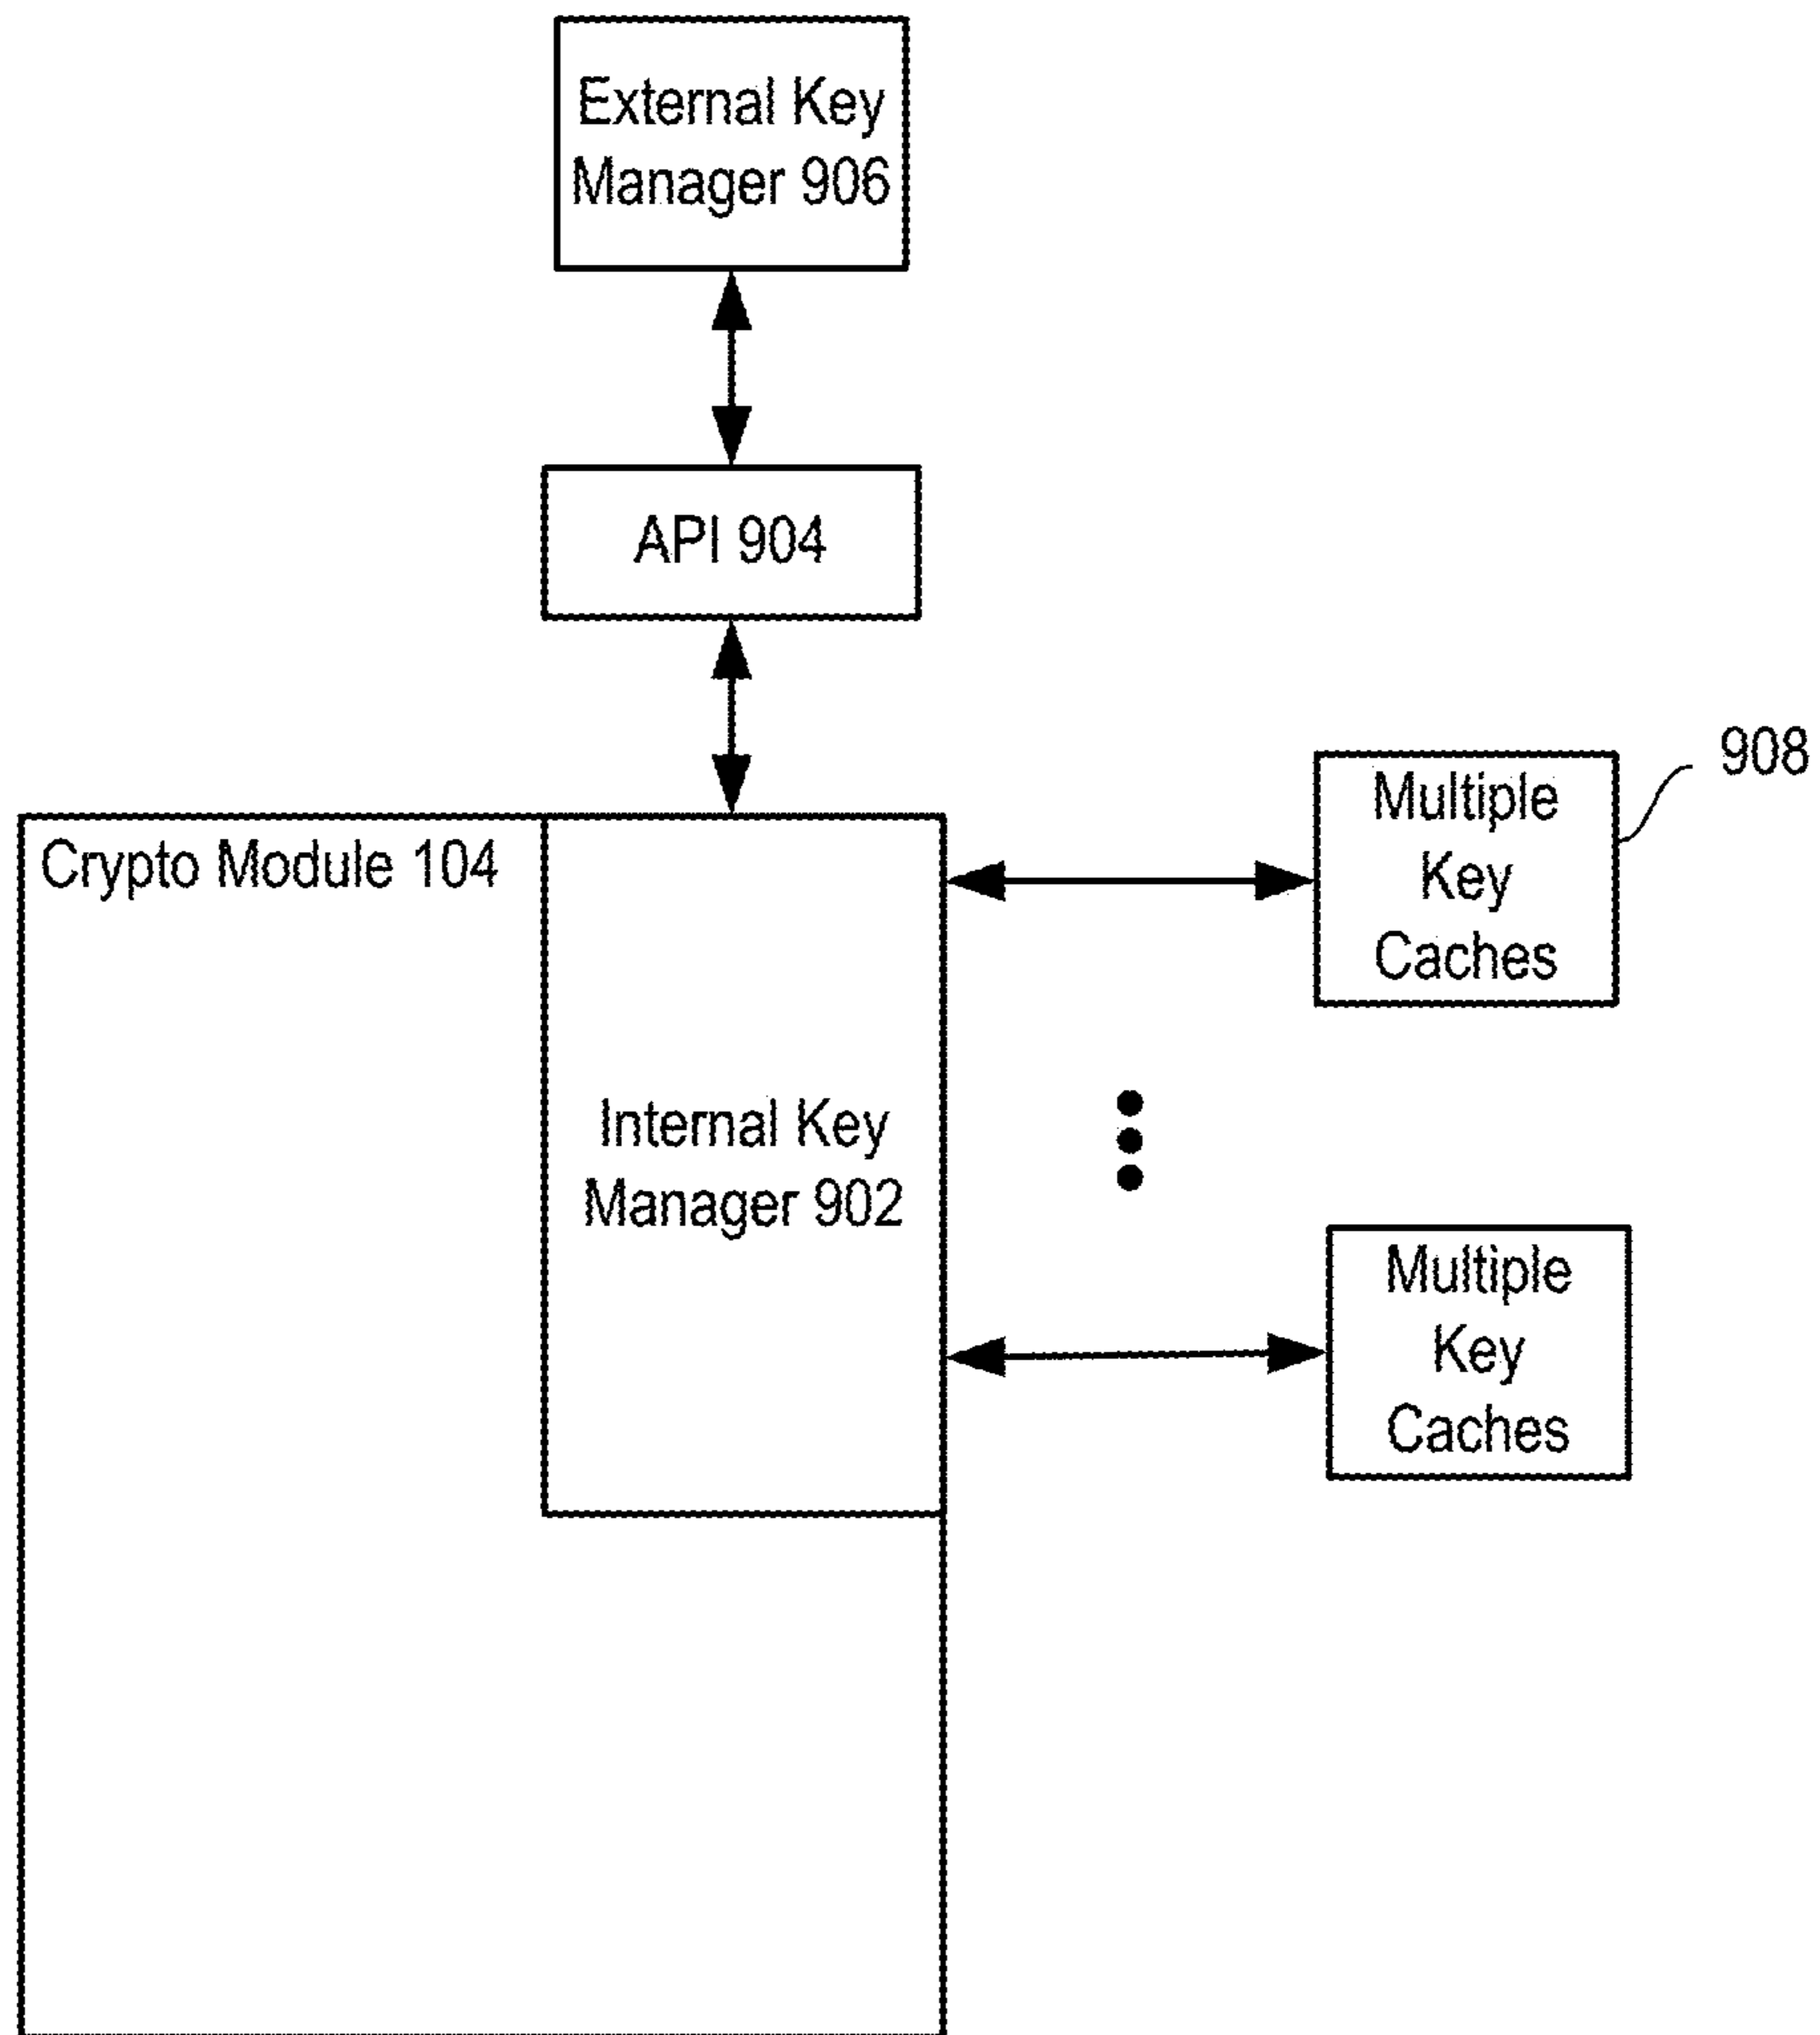 External Key
Manager 906
API 904
908
Multiple
Key
Caches
Crypto Module 104
Internal Key
Manager 902
Multiple
Key
Caches